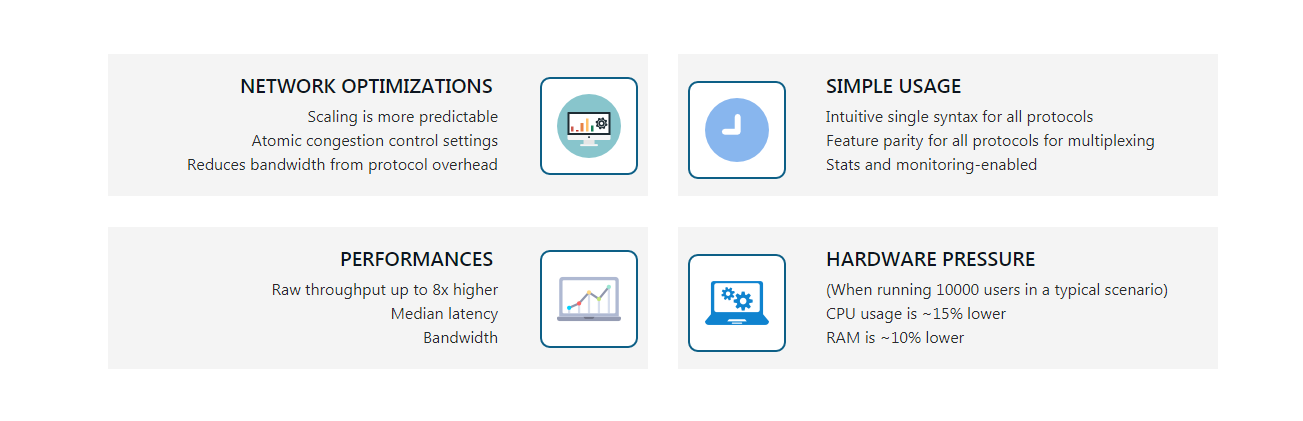 NETWORK OPTIMIZATIONS
Scaling is more predictable
Atomic congestion control settings
Reduces bandwidth from protocol overhead
SIMPLE USAGE
Intuitive single syntax for all protocols
Feature parity for all protocols for multiplexing
Stats and monitoring-enabled
PERFORMANCES
Raw throughput up to 8x higher
Median latency
Bandwidth
HARDWARE PRESSURE
(When running 10000 users in a typical scenario)
CPU usage is ~15% lower
RAM is ~10% lower